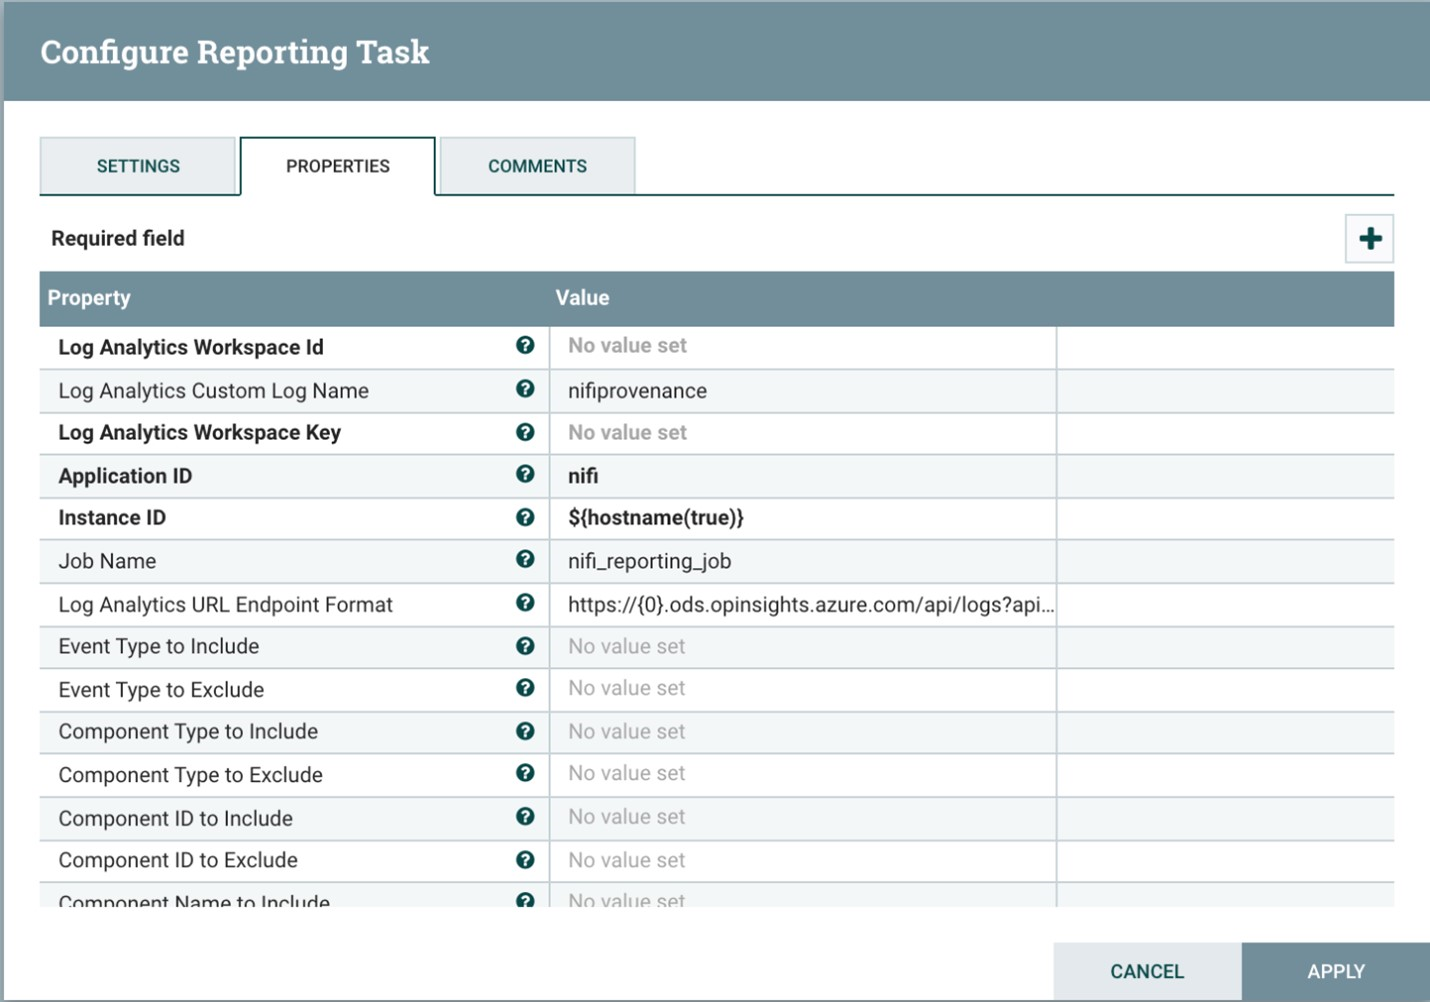 Configure Reporting Task
SETTINGS PROPERTIES COMMENTS
Required field
Property Value
Log Analytics Workspace Id No value set
Log Analytics Custom Log Name nifiprovenance
Log Analytics Workspace Key No value set
Application ID nifi
Instance ID ${hostname(true)}
Job Name nifi_reporting_job
Log Analytics URL Endpoint Format https://{0}.ods.opinsights.azure.com/api/logs?api...
Event Type to Include No value set
Event Type to Exclude No value set
Component Type to Include No value set
Component Type to Exclude No value set
Component ID to Include No value set
Component ID to Exclude No value set
Component Name to Include No value set
CANCEL APPLY